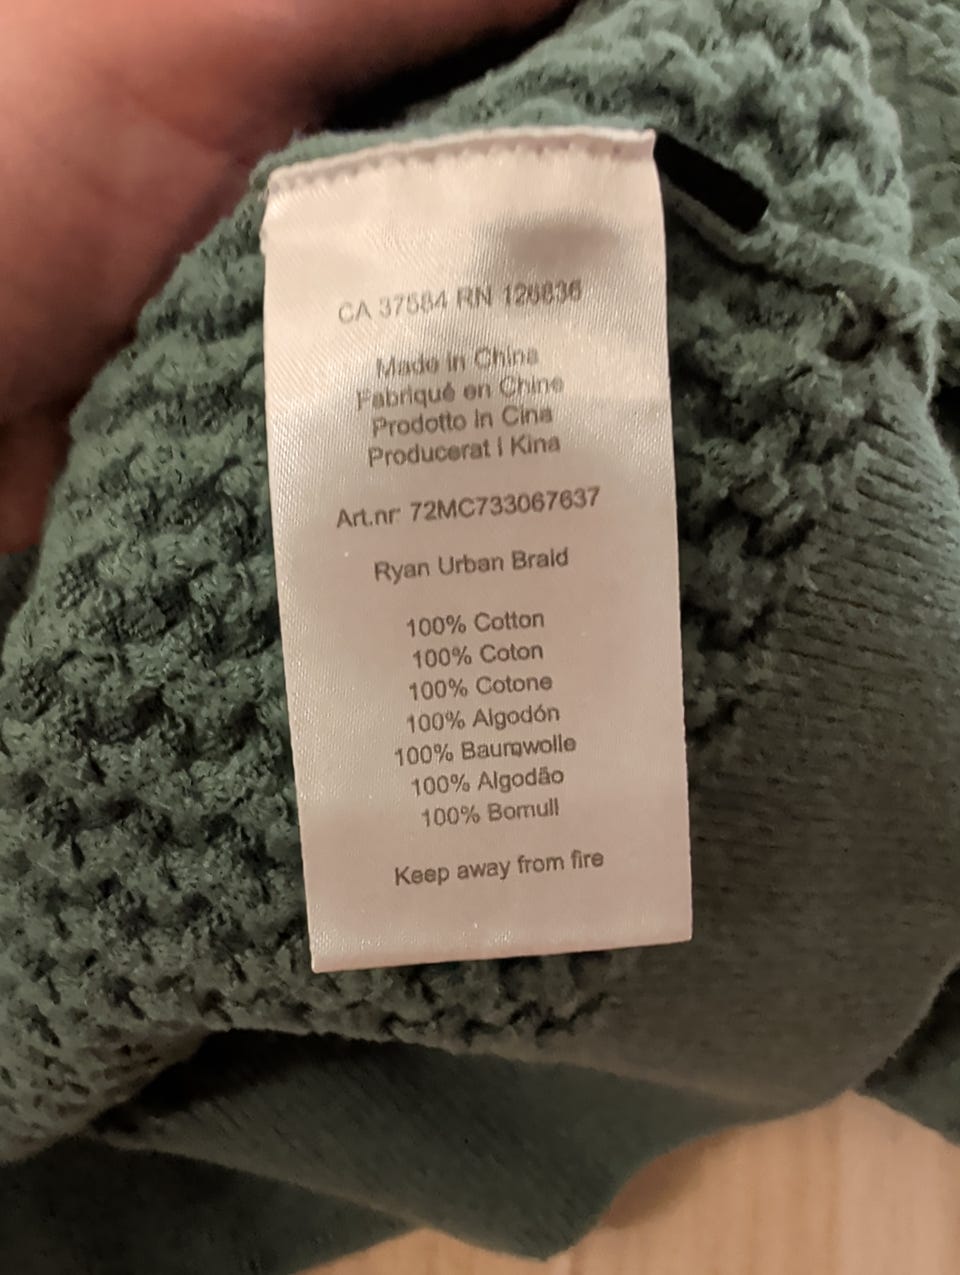 CA 37584 RN 126836
Made in China
Fabriqué en Chine
Prodotto in Cina
Producerat i Kina
Art.nr 72MC733067637
Ryan Urban Braid
100% Cotton
100% Coton
100% Cotone
100% Algodón
100% Baumwolle
100% Algodão
100% Bomull
Keep away from fire